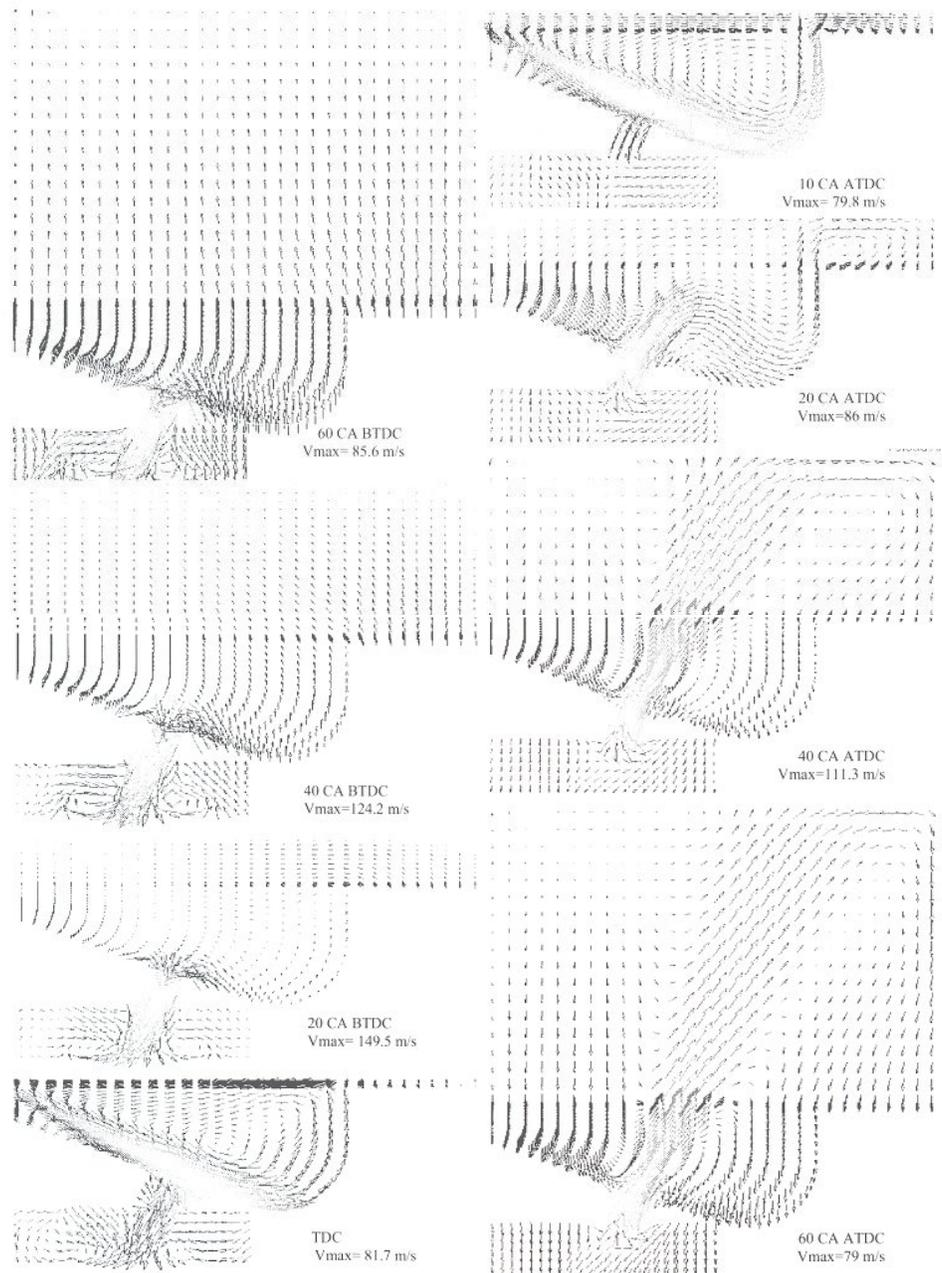 60 CA BTDC
Vmax= 85.6 m/s
40 CA BTDC
Vmax=124.2 m/s
20 CA BTDC
Vmax= 149.5 m/s
TDC
Vmax= 81.7 m/s
10 CA ATDC
Vmax= 79.8 m/s
20 CA ATDC
Vmax=86 m/s
40 CA ATDC
Vmax=111.3 m/s
60 CA ATDC
Vmax=79 m/s